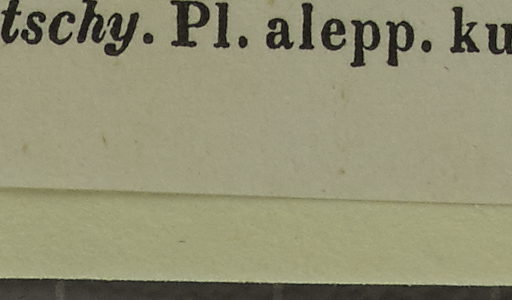 tschy. Pl. alepp. ku